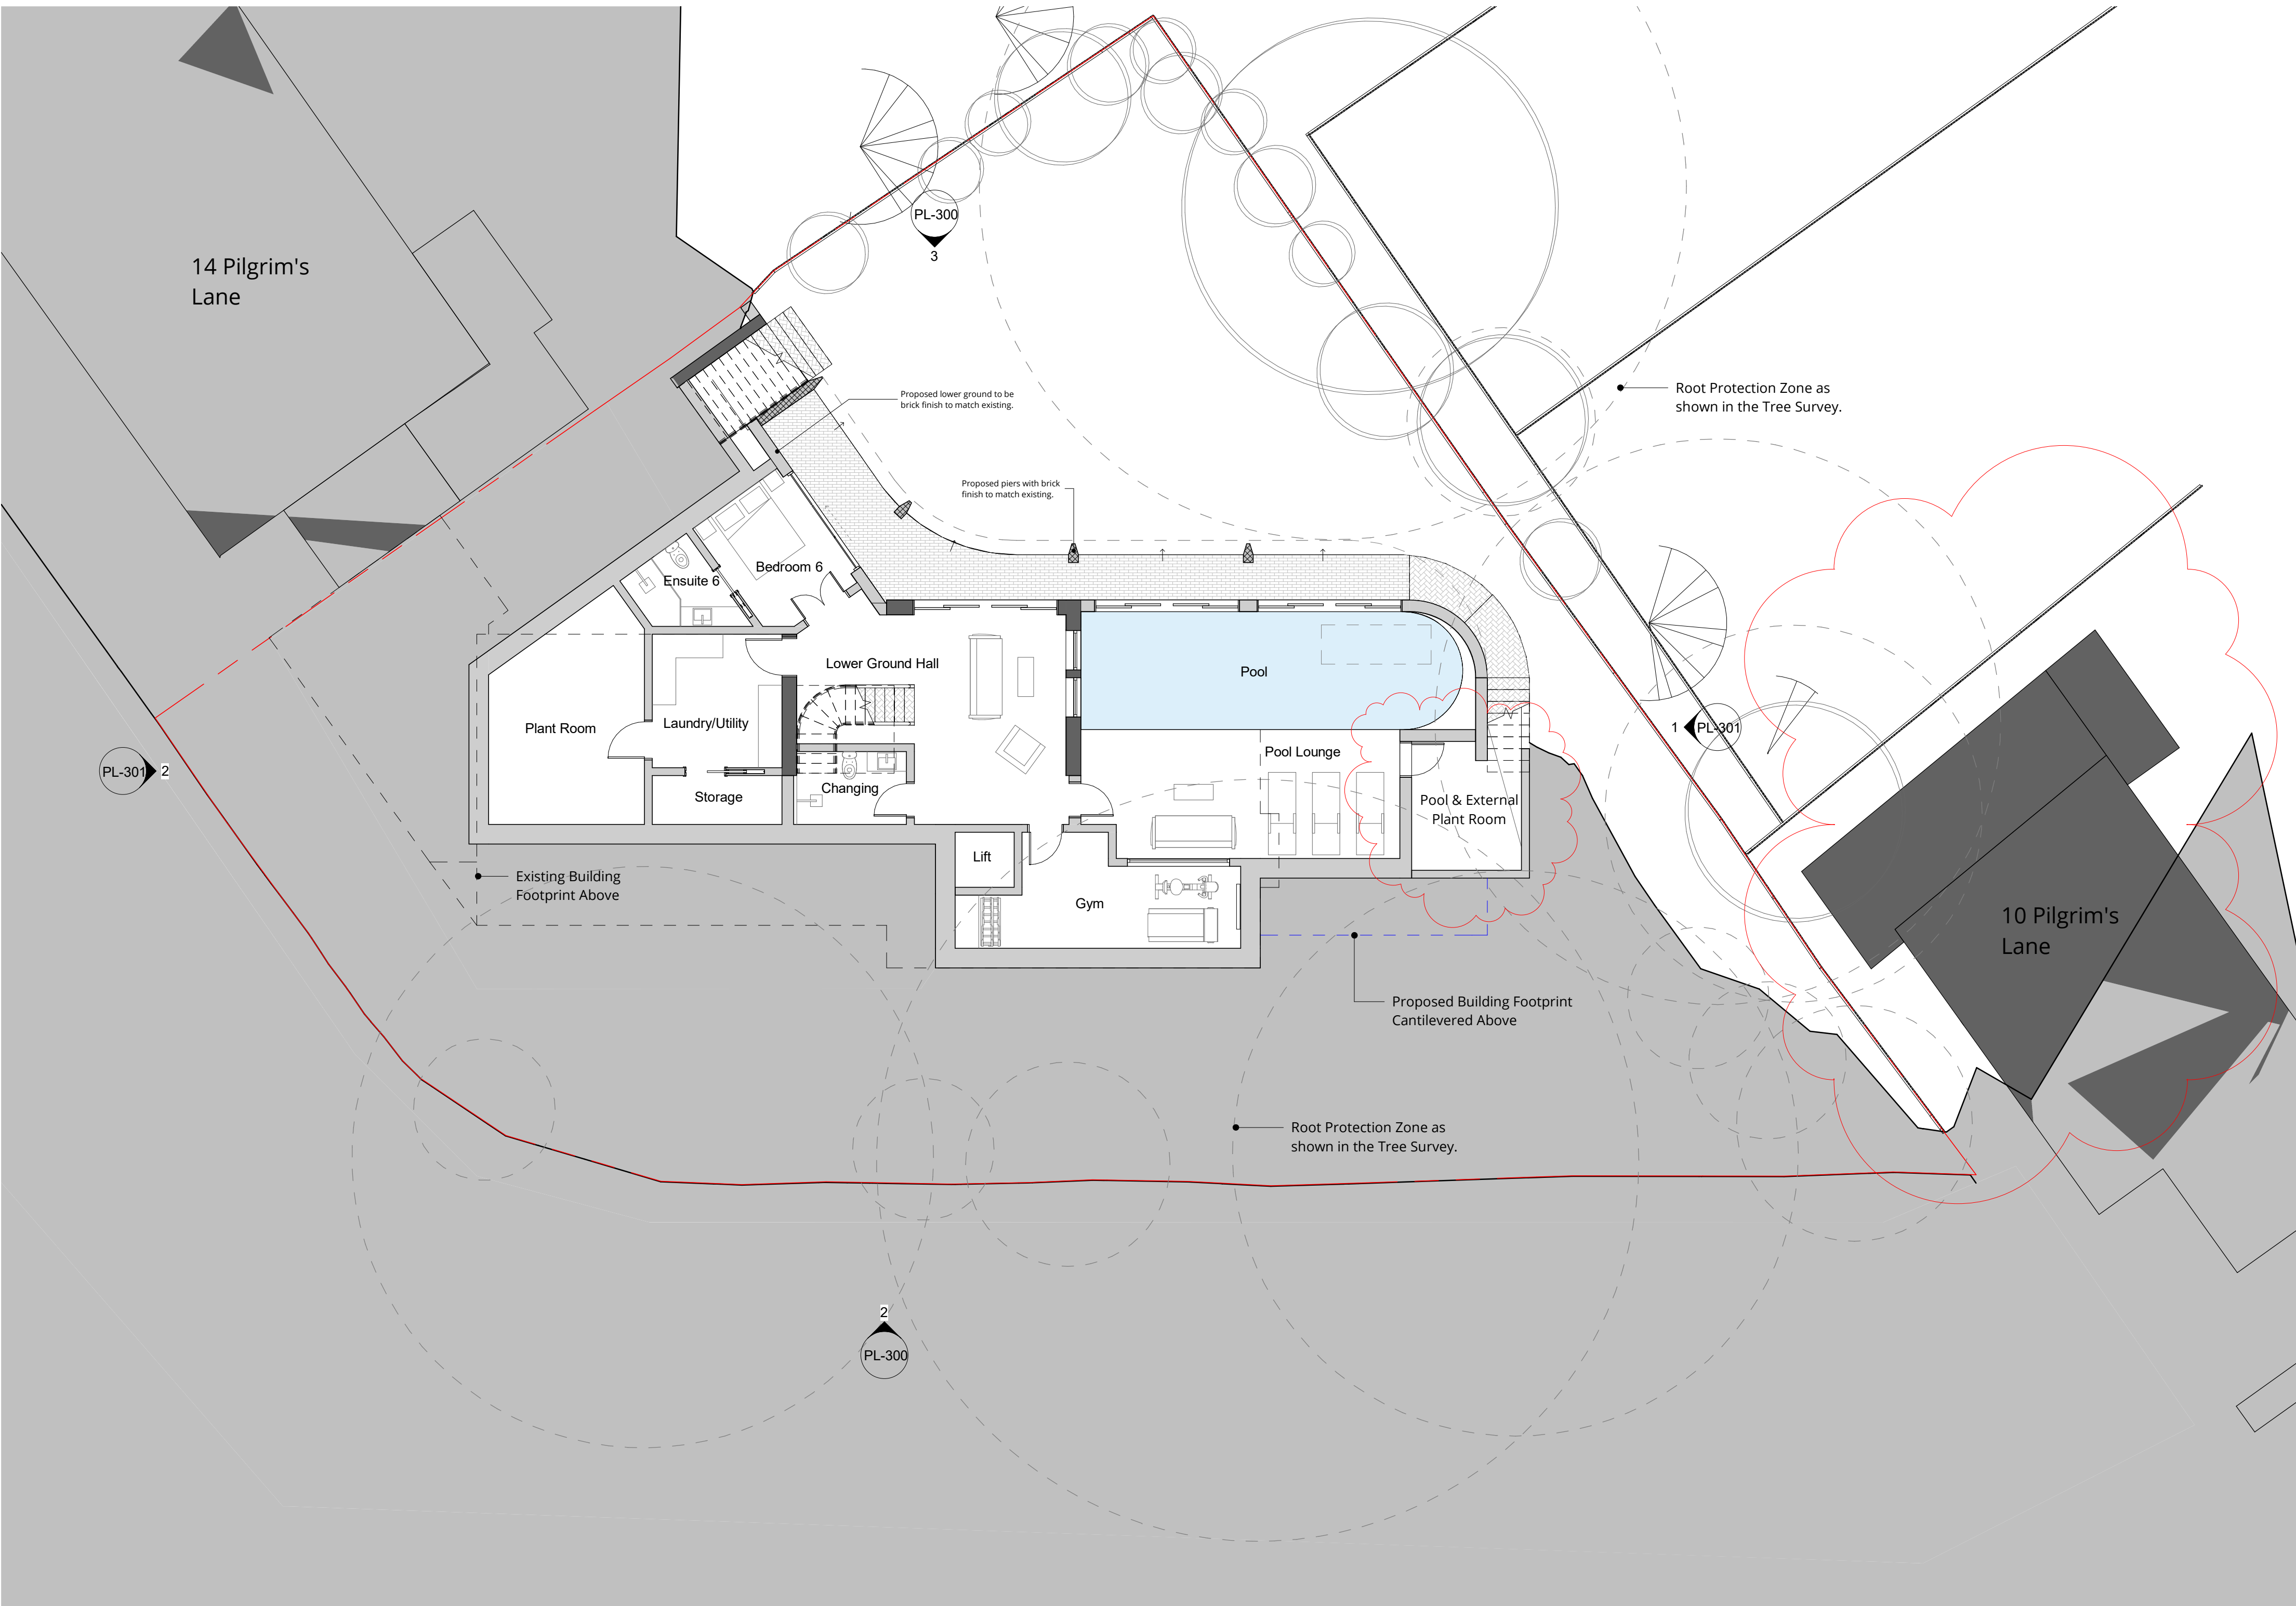 PL-300
3
14 Pilgrim's
Lane
Proposed lower ground to be
brick finish to match existing.
Root Protection Zone as
shown in the Tree Survey.
Proposed piers with brick
finish to match existing.
Ensuite 6
Bedroom 6
Lower Ground Hall
Pool
Plant Room
Laundry/Utility
1
PL-301
Pool Lounge
PL-301
2
Storage
Changing
Pool & External
Plant Room
Lift
Existing Building
Footprint Above
Gym
10 Pilgrim's
Lane
Proposed Building Footprint
Cantilevered Above
Root Protection Zone as
shown in the Tree Survey.
2
PL-300